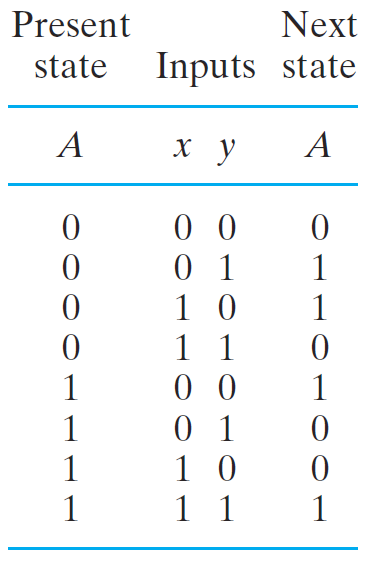 Present Next
state Inputs state
A x y A
0 0 0 0
0 0 1 1
0 1 0 1
0 1 1 0
1 0 0 1
1 0 1 0
1 1 0 0
1 1 1 1